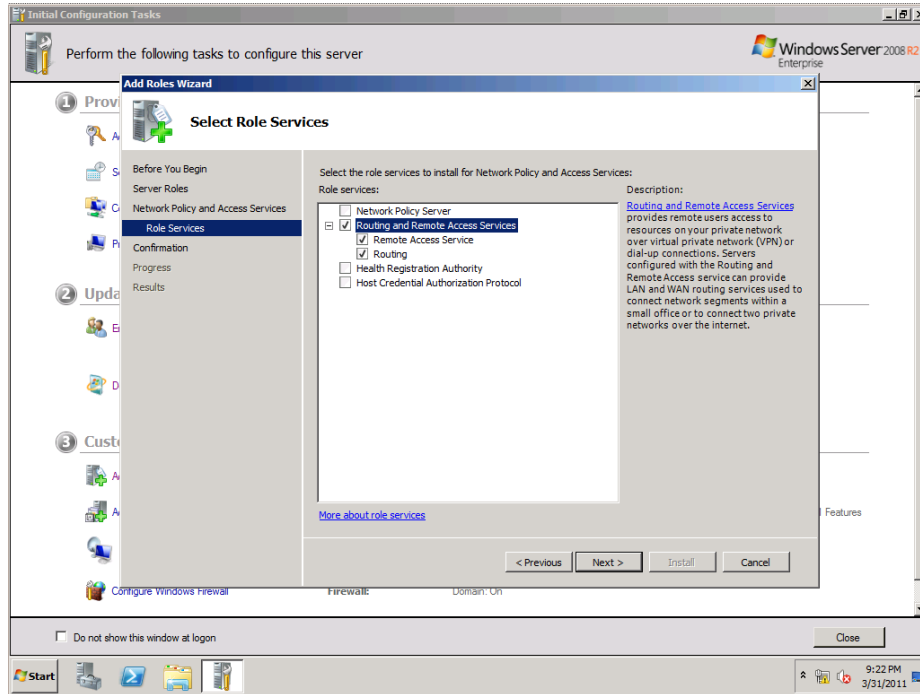 Initial Configuration Tasks
Perform the following tasks to configure this server
Windows Server 2008 R2
Enterprise
Add Roles Wizard
Select Role Services
Before You Begin
Server Roles
Network Policy and Access Services
Role Services
Confirmation
Progress
Results
Select the role services to install for Network Policy and Access Services:
Role services:
Network Policy Server
Routing and Remote Access Services
Remote Access Service
Routing
Health Registration Authority
Host Credential Authorization Protocol
More about role services
Description:
Routing and Remote Access Services
provides remote users access to
resources on your private network
over virtual private network (VPN) or
dial-up connections. Servers
configured with the Routing and
Remote Access service can provide
LAN and WAN routing services used to
connect network segments within a
small office or to connect two private
networks over the internet.
< Previous
Next >
Install
Cancel
1 Provi
2 Upda
3 Cust
Features
Configure Windows Firewall
Firewall:
Domain: On
Do not show this window at logon
Close
Start
9:22 PM
3/31/2011